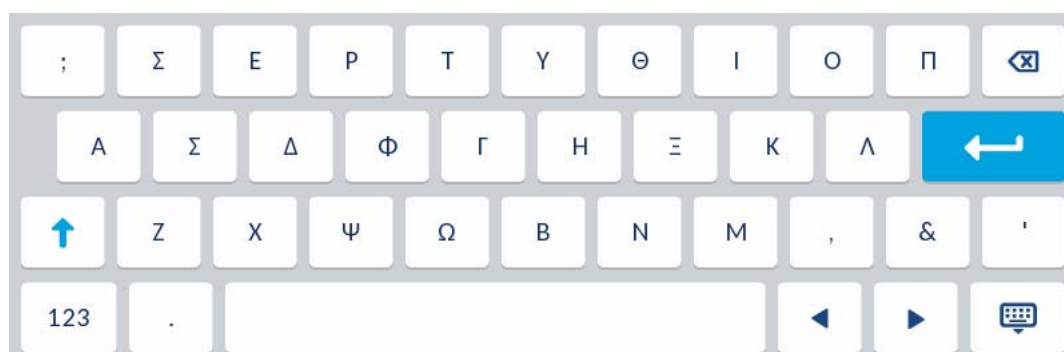 ; Σ Ε Ρ Τ Υ Θ Ι Ο Π
Α Σ Δ Φ Γ Η Ξ Κ Λ
Ζ Χ Ψ Ω Β Ν Μ , & '
123 .